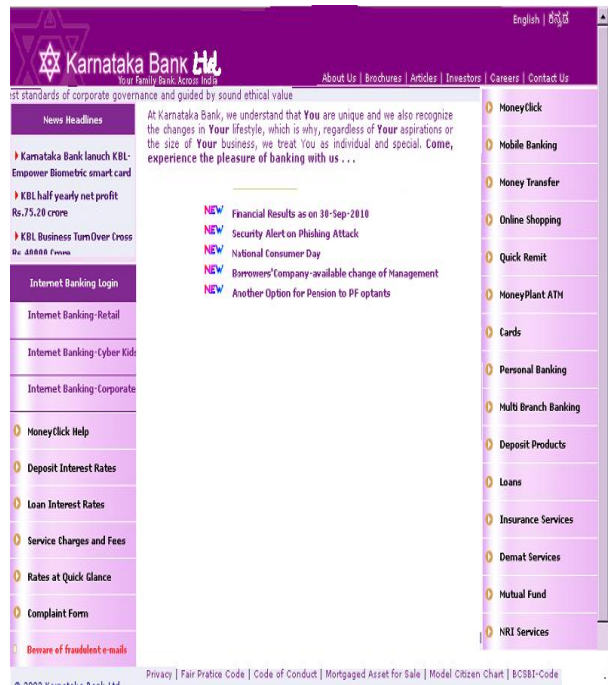 English | ಕನ್ನಡ
Karnataka Bank Ltd.
Your Family Bank. Across India
About Us | Brochures | Articles | Investors | Careers | Contact Us
est standards of corporate governance and guided by sound ethical value
News Headlines
Karnataka Bank lanuch KBL-
Empower Biometric smart card
KBL half yearly net profit
Rs.75.20 crore
KBL Business TurnOver Cross
Rs 40000 Crore
Internet Banking Login
Internet Banking-Retail
Internet Banking-Cyber Kids
Internet Banking-Corporate
MoneyClick Help
Deposit Interest Rates
Loan Interest Rates
Service Charges and Fees
Rates at Quick Glance
Complaint Form
Beware of fraudulent e-mails
At Karnataka Bank, we understand that You are unique and we also recognize
the changes in Your lifestyle, which is why, regardless of Your aspirations or
the size of Your business, we treat You as individual and special. Come,
experience the pleasure of banking with us . . .
NEW Financial Results as on 30-Sep-2010
NEW Security Alert on Phishing Attack
NEW National Consumer Day
NEW Borrowers'Company-available change of Management
NEW Another Option for Pension to PF optants
MoneyClick
Mobile Banking
Money Transfer
Online Shopping
Quick Remit
MoneyPlant ATM
Cards
Personal Banking
Multi Branch Banking
Deposit Products
Loans
Insurance Services
Demat Services
Mutual Fund
NRI Services
Privacy | Fair Pratice Code | Code of Conduct | Mortgaged Asset for Sale | Model Citizen Chart | BCSBI-Code
Karnataka Bank Ltd